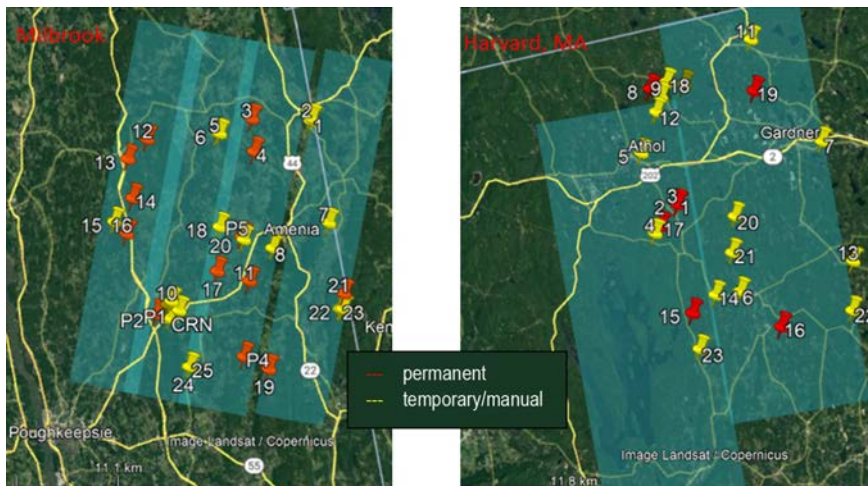 Milbrook
2
1
3
4
5
6
12
13
14
15
16
44
7
18
P5
20
Amenia
8
17
11
21
22
23
10
P2
P1
CRN
Ken
P4
19
24
25
22
Poughkeepsie
Image Landsat / Copernicus
11.1 km
55
permanent
temporary/manual
Harvard, MA
11
8
9
18
19
12
Gardner
5
Athol
7
2
202
3
2
1
4
17
20
21
13
14
6
15
16
22
23
Image Landsat / Copernicus
11.8 km